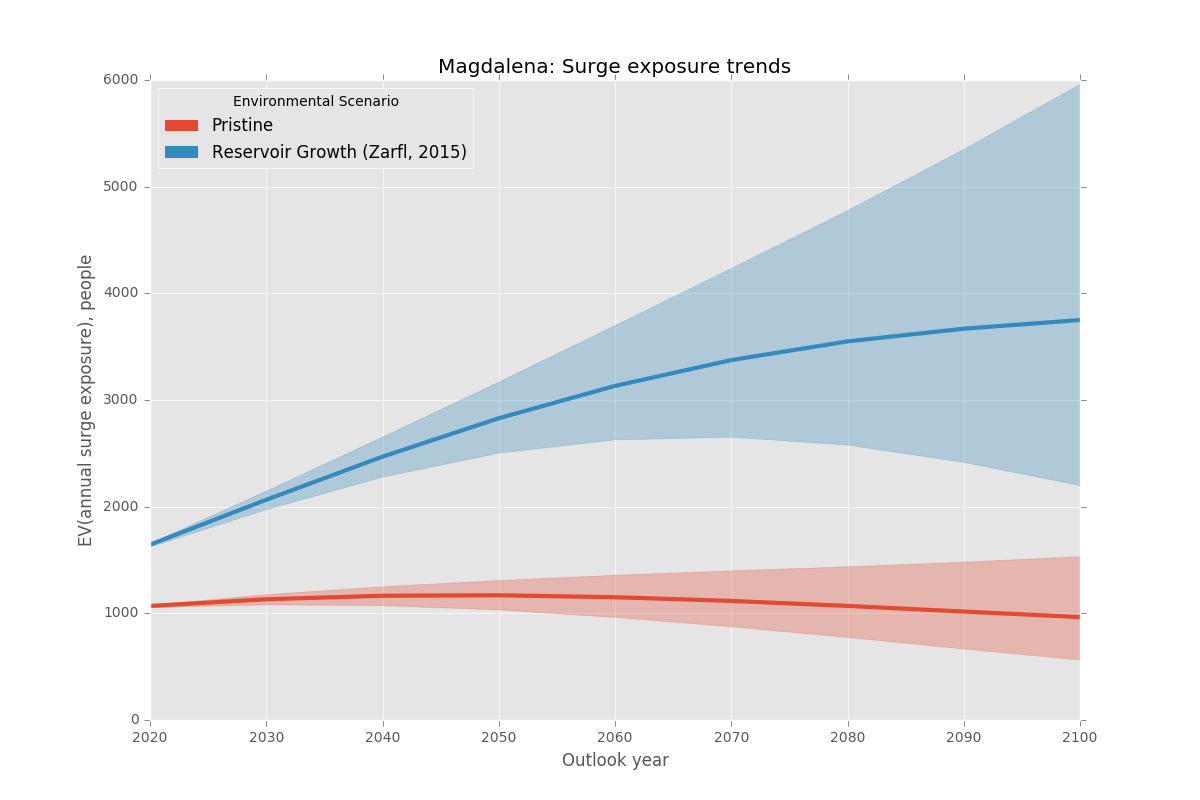 Magdalena: Surge exposure trends
Environmental Scenario
Pristine
Reservoir Growth (Zarfl, 2015)
EV(annual surge exposure), people
6000
5000
4000
3000
2000
1000
0
2020 2030 2040 2050 2060 2070 2080 2090 2100
Outlook year